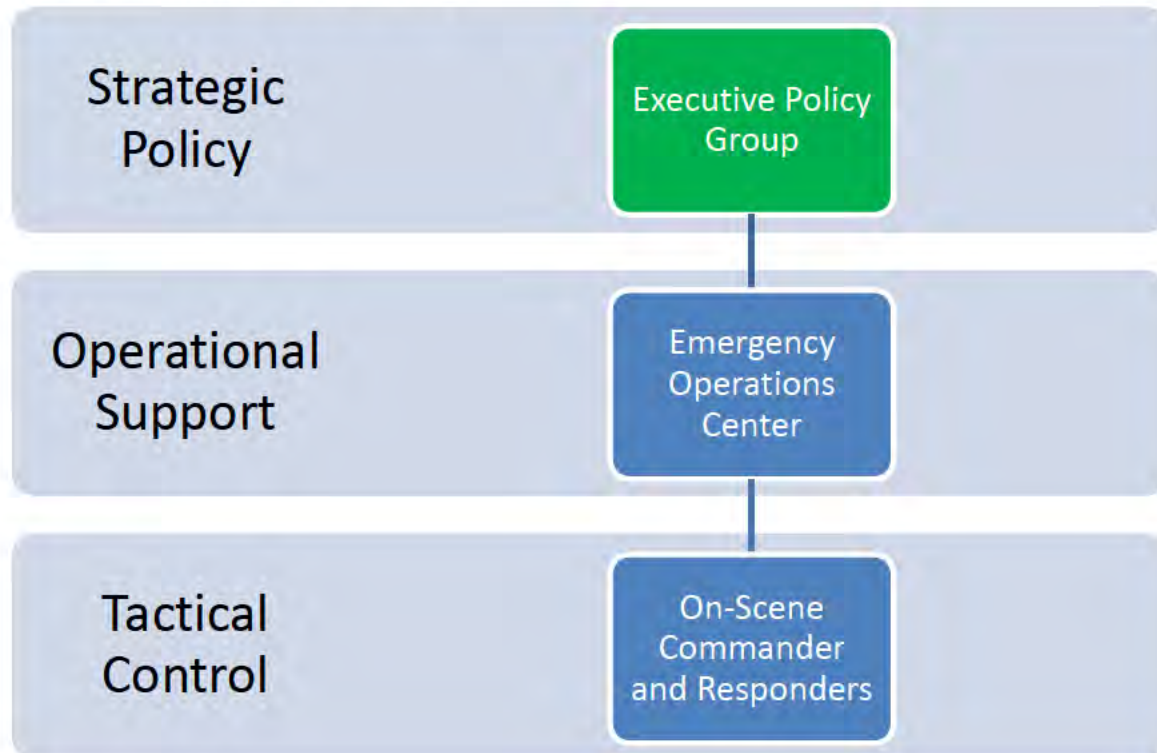 Strategic
Policy
Executive Policy
Group
Operational
Support
Emergency
Operations
Center
Tactical
Control
On-Scene
Commander
and Responders